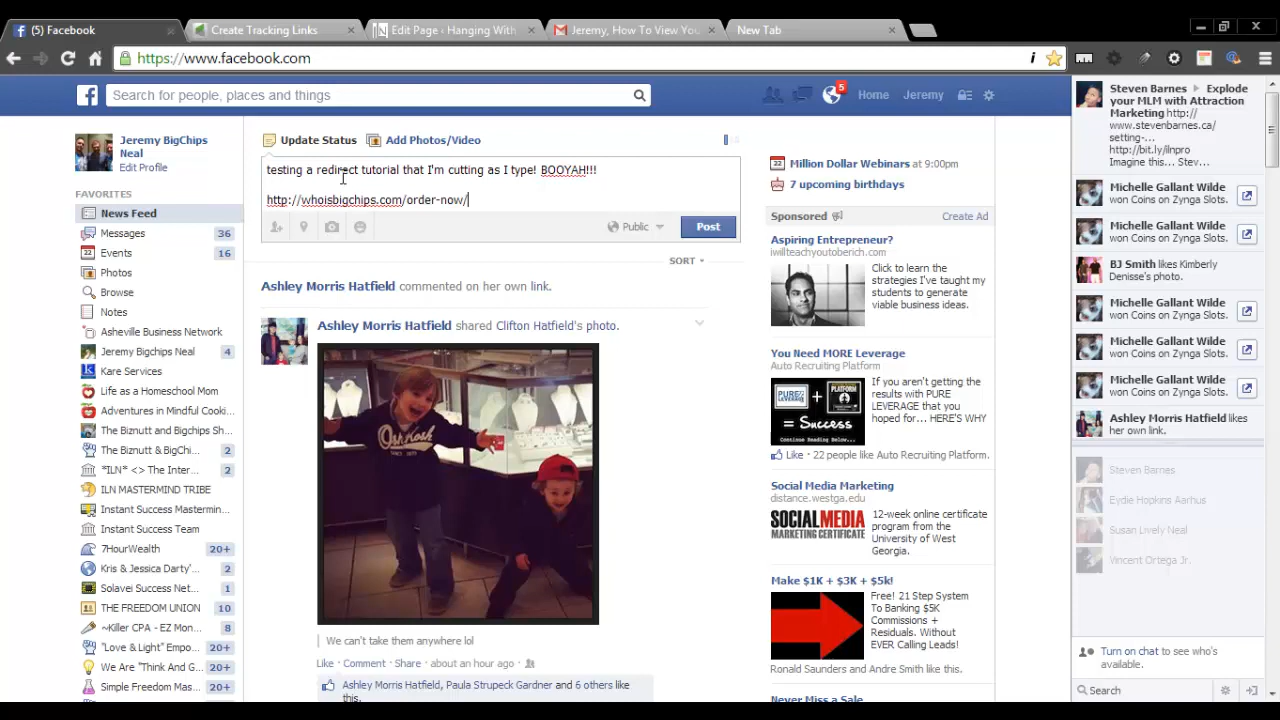 (5) Facebook
Create Tracking Links
Edit Page ‹ Hanging With
Jeremy, How To View You
New Tab
https://www.facebook.com
Search for people, places and things
5
Home
Jeremy
Jeremy BigChips
Neal
Edit Profile
FAVORITES
News Feed
Messages 36
Events 16
Photos
Browse
Notes
Asheville Business Network
Jeremy Bigchips Neal 4
Kare Services
Life as a Homeschool Mom
Adventures in Mindful Cooki...
The Biznutt and BigChips Sh...
The Biznutt & BigChi... 2
*ILN* <> The Inter... 2
ILN MASTERMIND TRIBE
Instant Success Mastermin...
Instant Success Team
7HourWealth 20+
Kris & Jessica Darty'... 2
Solavei Success Net... 1
THE FREEDOM UNION 10
~Killer CPA - EZ Mon... 8
"Love & Light" Empo... 20+
We Are "Think And G... 20+
Simple Freedom Mas... 20+
Update Status
Add Photos/Video
testing a redirect tutorial that I'm cutting as I type! BOOYAH!!!
http://whoisbigchips.com/order-now/
Public
Post
SORT
Ashley Morris Hatfield commented on her own link.
Ashley Morris Hatfield shared Clifton Hatfield's photo.
OshKosh
We can't take them anywhere lol
Like · Comment · Share · about an hour ago ·
Ashley Morris Hatfield, Paula Strupeck Gardner and 6 others like
this.
Million Dollar Webinars at 9:00pm
7 upcoming birthdays
Sponsored
Create Ad
Aspiring Entrepreneur?
iwillteachyoutoberich.com
Click to learn the
strategies I've taught my
students to generate
viable business ideas.
You Need MORE Leverage
Auto Recruiting Platform
PURE
LEVERAGE
PLATFORM
= Success
If you aren't getting the
results with PURE
LEVERAGE that you
hoped for... HERE'S WHY
Like · 22 people like Auto Recruiting Platform.
Social Media Marketing
distance.westga.edu
SOCIAL MEDIA
MARKETING CERTIFICATE
12-week online certificate
program from the
University of West
Georgia.
Make $1K + $3K + $5k!
Free! 21 Step System
To Banking $5K
Commissions +
Residuals. Without
EVER Calling Leads!
Ronald Saunders and Andre Smith like this.
Never Miss a Sale
Steven Barnes ▸ Explode
your MLM with Attraction
Marketing http://
www.stevenbarnes.ca/
setting-...
http://bit.ly/ilnpro
Imagine this... Stev...
Michelle Gallant Wilde
won Coins on Zynga Slots.
Michelle Gallant Wilde
won Coins on Zynga Slots.
BJ Smith likes Kimberly
Denisse's photo.
Michelle Gallant Wilde
won Coins on Zynga Slots.
Michelle Gallant Wilde
won Coins on Zynga Slots.
Michelle Gallant Wilde
won Coins on Zynga Slots.
Ashley Morris Hatfield likes
her own link.
Steven Barnes
Eydie Hopkins Aarhus
Susan Lively Neal
Vincent Ortega Jr.
Turn on chat to see who's
available.
Search